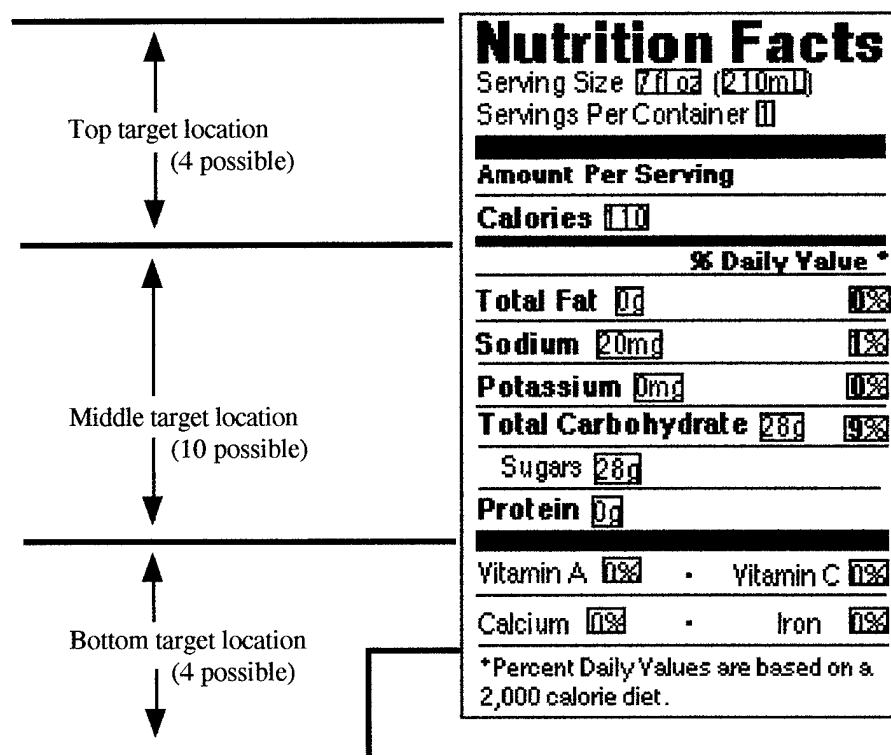 Top target location
(4 possible)
Middle target location
(10 possible)
Bottom target location
(4 possible)
Nutrition Facts
Serving Size 7 fl oz (210mL)
Servings Per Container 1
Amount Per Serving
Calories 110
% Daily Value *
Total Fat 0g 0%
Sodium 20mg 1%
Potassium 0mg 0%
Total Carbohydrate 28g 9%
Sugars 28g
Protein 0g
Vitamin A 0% · Vitamin C 0%
Calcium 0% · Iron 0%
*Percent Daily Values are based on a
2,000 calorie diet.